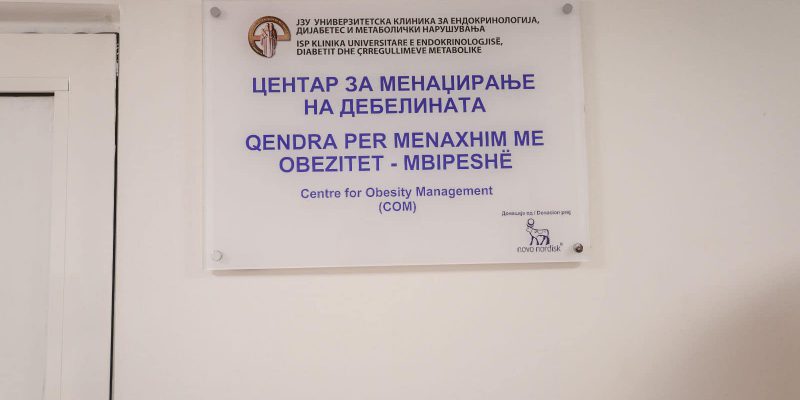 ЈЗУ УНИВЕРЗИТЕТСКА КЛИНИКА ЗА ЕНДОКРИНОЛОГИЈА,
ДИЈАБЕТЕС И МЕТАБОЛИЧКИ НАРУШУВАЊА
ISP KLINIKA UNIVERSITARE E ENDOKRINOLOGJISË,
DIABETIT DHE ÇRREGULLIMEVE METABOLIKE
ЦЕНТАР ЗА МЕНАЏИРАЊЕ
НА ДЕБЕЛИНАТА
QENDRA PER MENAXHIM ME
OBEZITET - MBIPESHË
Centre for Obesity Management
(COM)
Донација од / Donacion prej
novo nordisk®